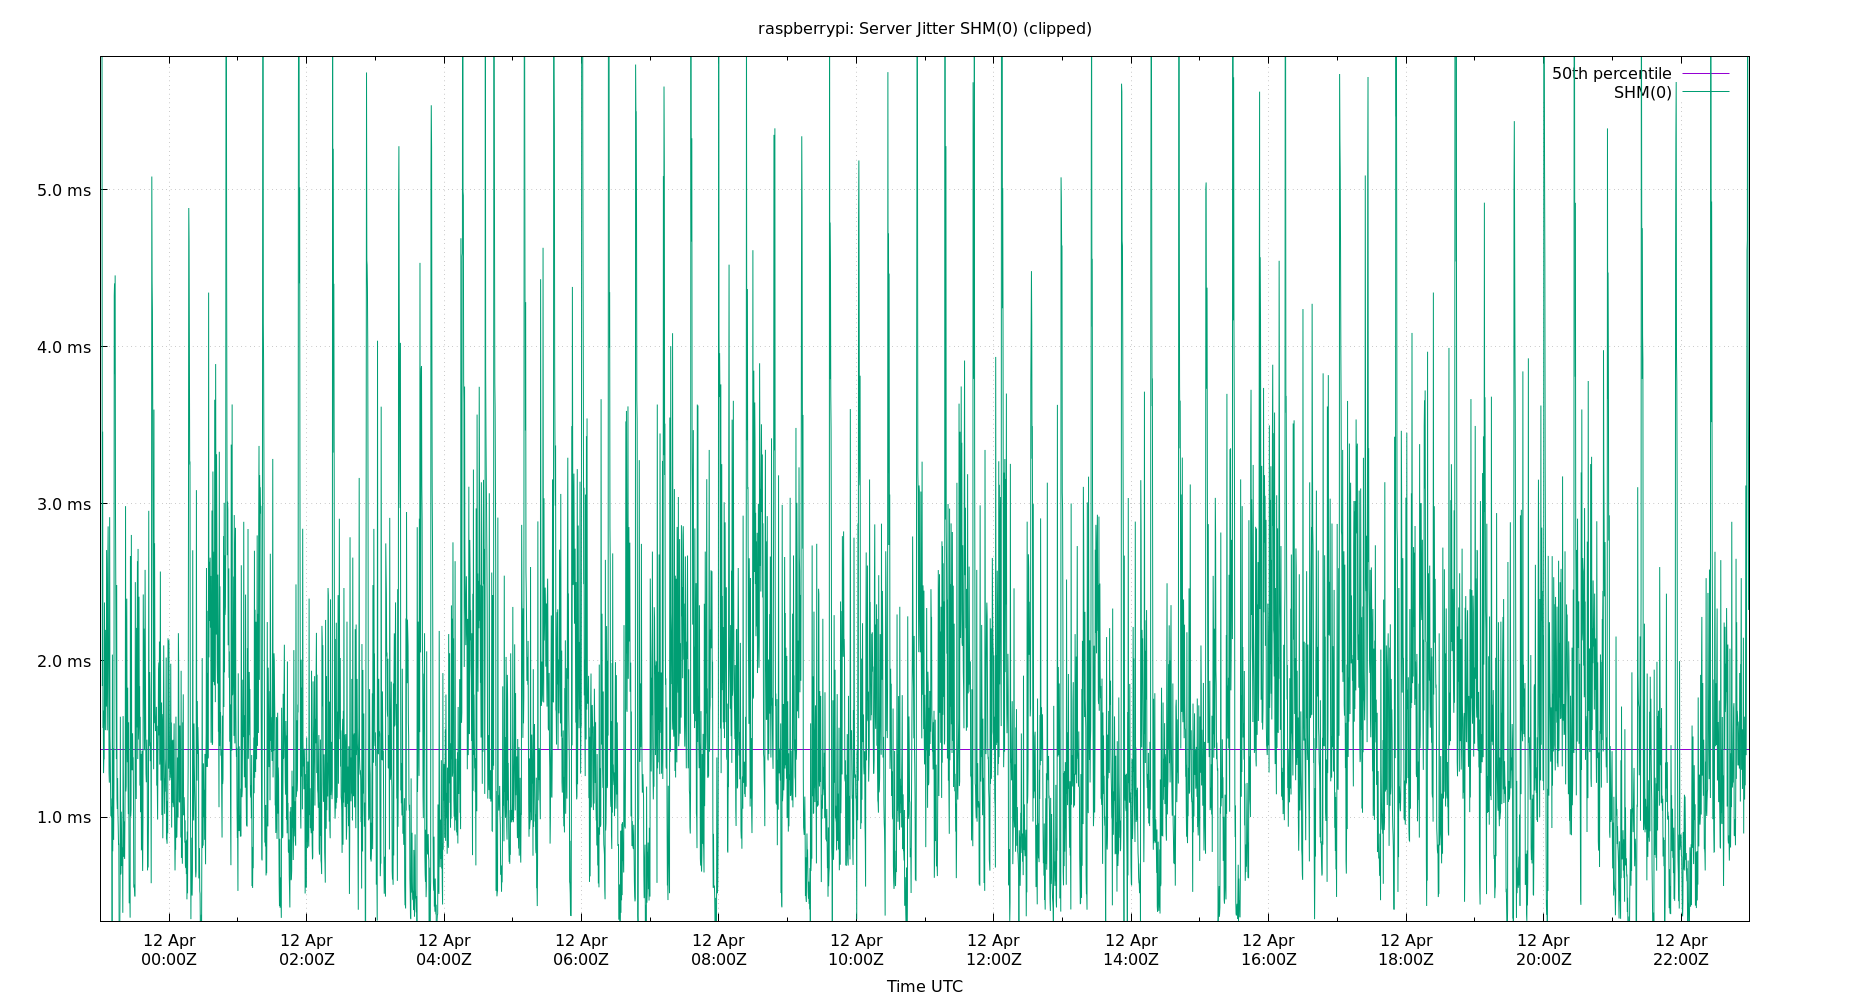 raspberrypi: Server Jitter SHM(0) (clipped)
50th percentile
SHM(0)
5.0 ms
4.0 ms
3.0 ms
2.0 ms
1.0 ms
12 Apr 12 Apr 12 Apr 12 Apr 12 Apr 12 Apr 12 Apr 12 Apr 12 Apr 12 Apr 12 Apr 12 Apr
00:00Z 02:00Z 04:00Z 06:00Z 08:00Z 10:00Z 12:00Z 14:00Z 16:00Z 18:00Z 20:00Z 22:00Z
Time UTC